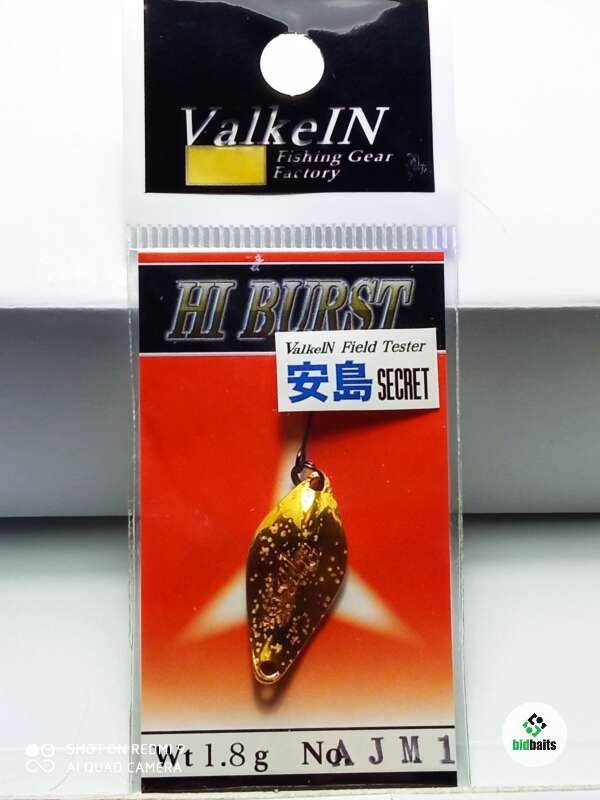 ValkeIN
Fishing Gear
Factory
HI BURST
ValkeIN Field Tester
安島 SECRET
Wt 1.8g No. AJM1
SHOT ON REDMI 7
AI QUAD CAMERA
bidbaits